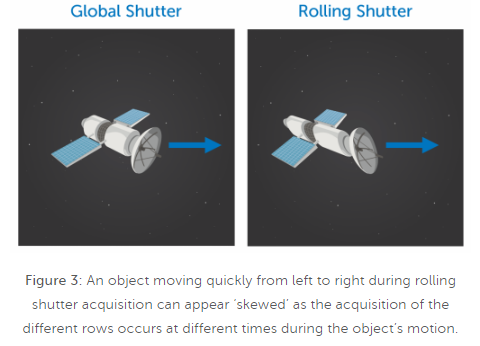 Global Shutter
Rolling Shutter
Figure 3: An object moving quickly from left to right during rolling
shutter acquisition can appear ‘skewed’ as the acquisition of the
different rows occurs at different times during the object’s motion.